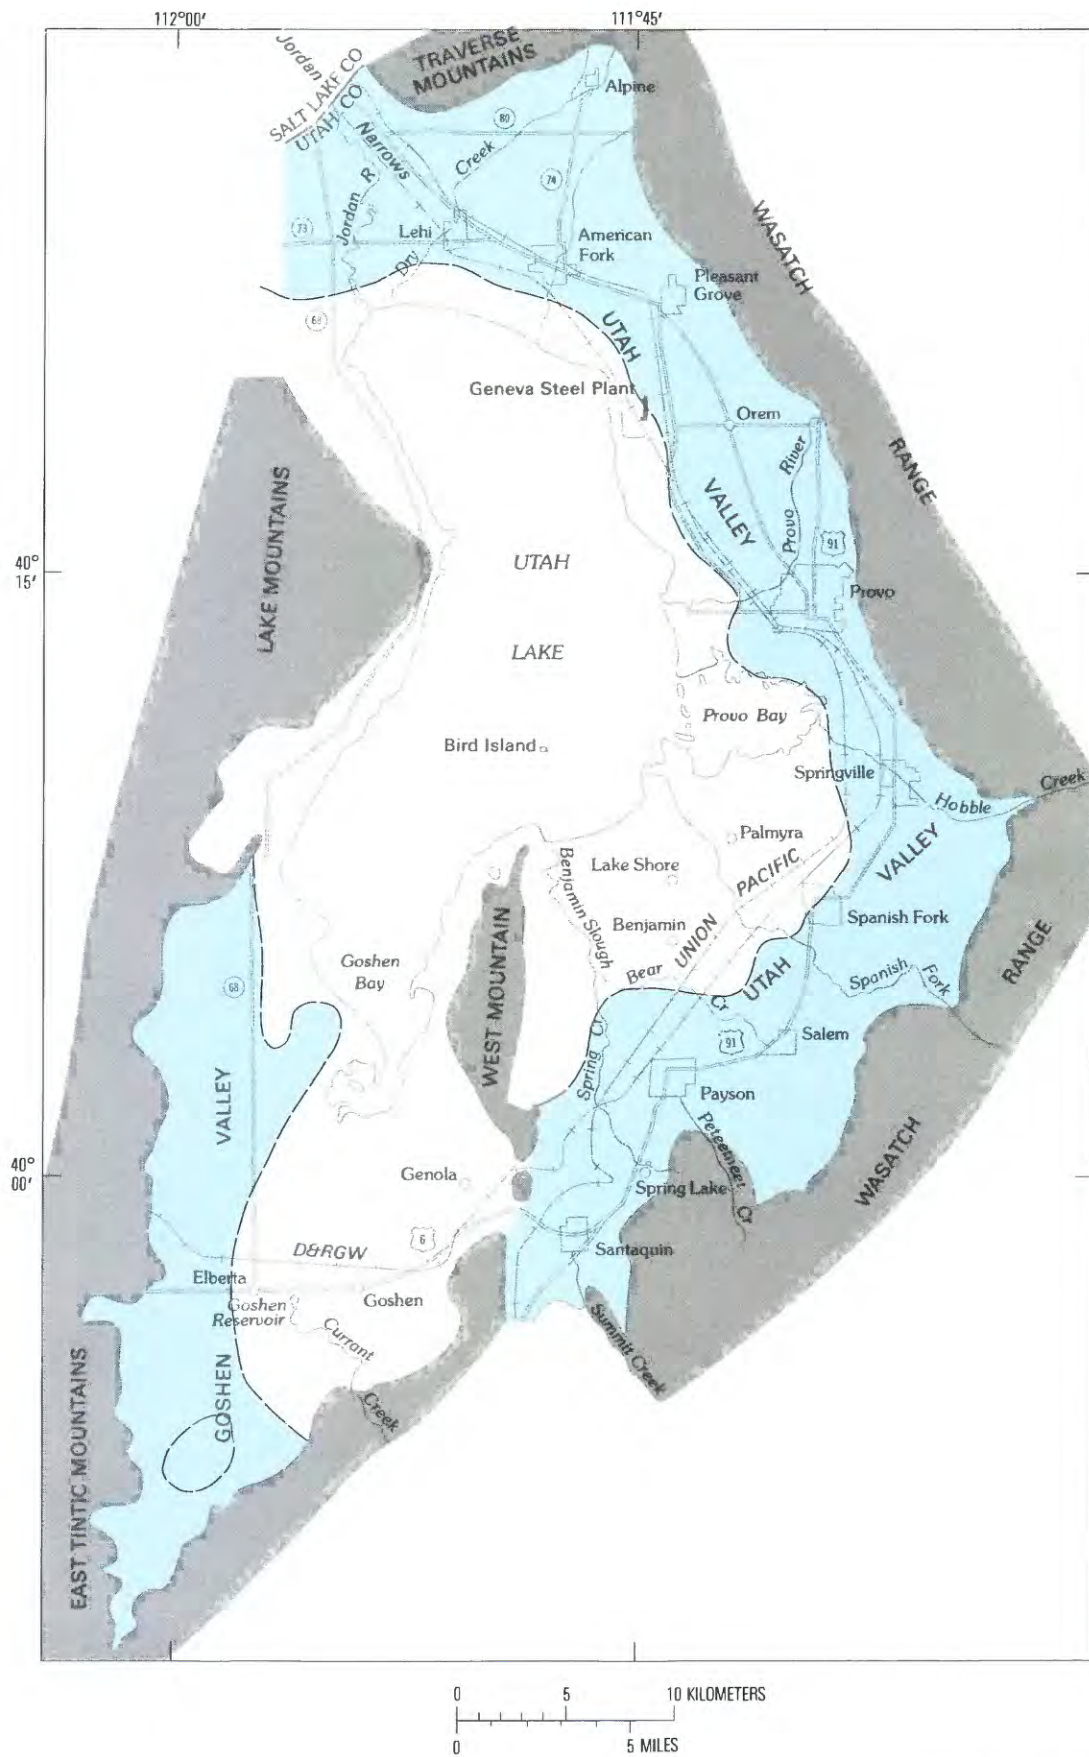 112°00′
111°45′
Jordan
SALT LAKE CO
UTAH CO
TRAVERSE
MOUNTAINS
Alpine
80
Narrows
Creek
74
Jordan R
73
Lehi
Dry
American
Fork
WASATCH
Pleasant
Grove
68
UTAH
Geneva Steel Plant
Orem
River
RANGE
LAKE MOUNTAINS
VALLEY
Provo
91
40°
15′
UTAH
Provo
LAKE
Provo Bay
Bird Island
Springville
Creek
Hobble
Palmyra
Lake Shore
PACIFIC
VALLEY
Benjamin Slough
Benjamin
UNION
Spanish Fork
RANGE
Goshen
Bay
WEST MOUNTAIN
Bear
UTAH
Spanish
Fork
68
Cr
Spring Cr
91
Salem
VALLEY
Payson
Peteetneet Cr
WASATCH
40°
00′
Genola
Spring Lake
6
Santaquin
D&RGW
Elberta
Goshen
Reservoir
Goshen
Currant
Creek
Summit Creek
GOSHEN
EAST TINTIC MOUNTAINS
0 5 10 KILOMETERS
0 5 MILES